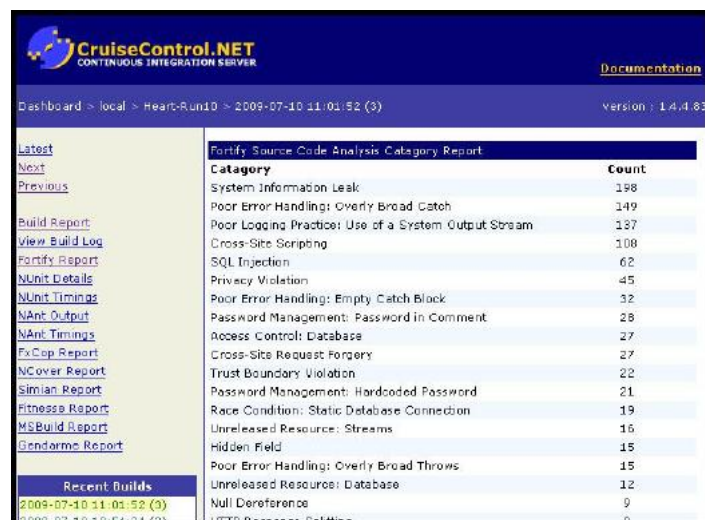 CruiseControl.NET
CONTINUOUS INTEGRATION SERVER
Documentation
Dashboard > local > Heart-Run10 > 2009-07-10 11:01:52 (3)
version : 1.4.4.83
Latest
Next
Previous
Build Report
View Build Log
Fortify Report
NUnit Details
NUnit Timings
NAnt Output
NAnt Timings
FxCop Report
NCover Report
Simian Report
Fitnesse Report
MSBuild Report
Gendarme Report
Recent Builds
2009-07-10 11:01:52 (3)
Fortify Source Code Analysis Catagory Report
Catagory Count
System Information Leak 198
Poor Error Handling: Overly Broad Catch 149
Poor Logging Practice: Use of a System Output Stream 137
Cross-Site Scripting 108
SQL Injection 62
Privacy Violation 45
Poor Error Handling: Empty Catch Block 32
Password Management: Password in Comment 28
Access Control: Database 27
Cross-Site Request Forgery 27
Trust Boundary Violation 22
Password Management: Hardcoded Password 21
Race Condition: Static Database Connection 19
Unreleased Resource: Streams 16
Hidden Field 15
Poor Error Handling: Overly Broad Throws 15
Unreleased Resource: Database 12
Null Dereference 9